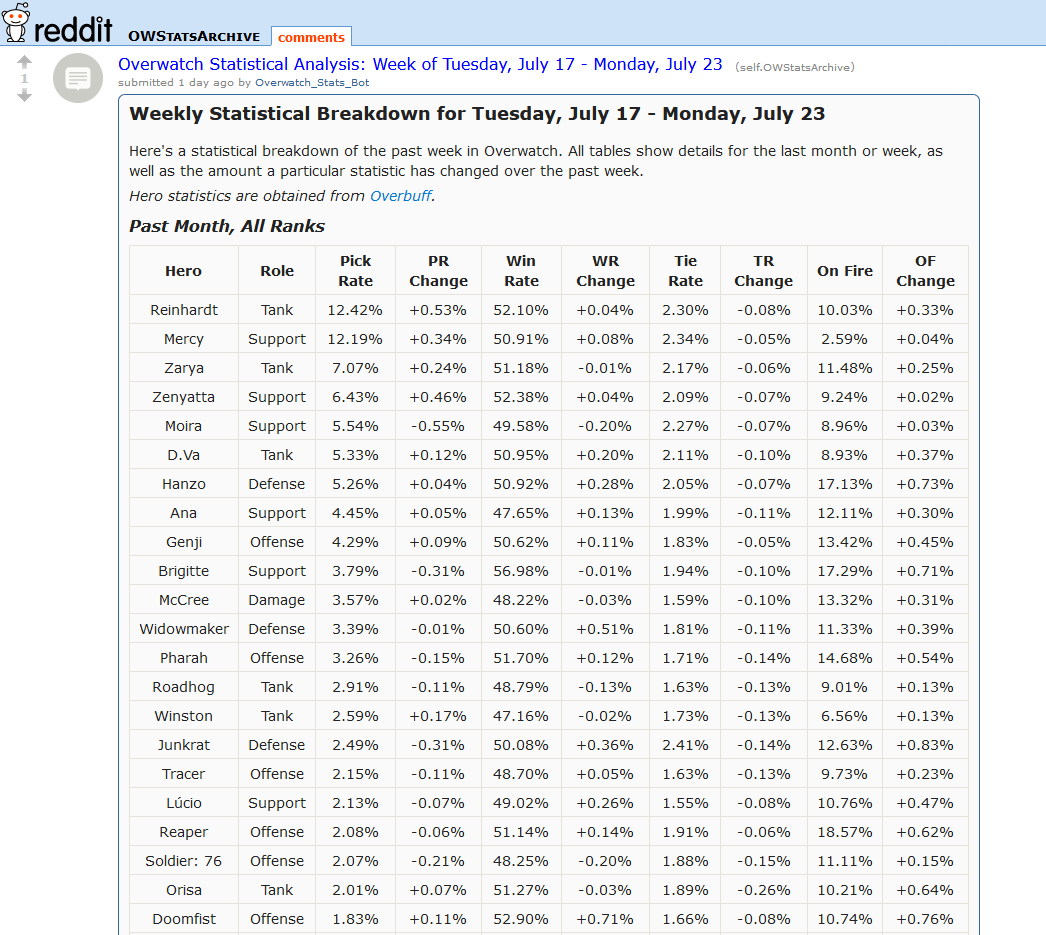 reddit OWStatsArchive comments
Overwatch Statistical Analysis: Week of Tuesday, July 17 - Monday, July 23 (self.OWStatsArchive)
1
submitted 1 day ago by Overwatch_Stats_Bot
Weekly Statistical Breakdown for Tuesday, July 17 - Monday, July 23
Here's a statistical breakdown of the past week in Overwatch. All tables show details for the last month or week, as
well as the amount a particular statistic has changed over the past week.
Hero statistics are obtained from Overbuff.
Past Month, All Ranks
Hero Role Pick Rate PR Change Win Rate WR Change Tie Rate TR Change On Fire OF Change
Reinhardt Tank 12.42% +0.53% 52.10% +0.04% 2.30% -0.08% 10.03% +0.33%
Mercy Support 12.19% +0.34% 50.91% +0.08% 2.34% -0.05% 2.59% +0.04%
Zarya Tank 7.07% +0.24% 51.18% -0.01% 2.17% -0.06% 11.48% +0.25%
Zenyatta Support 6.43% +0.46% 52.38% +0.04% 2.09% -0.07% 9.24% +0.02%
Moira Support 5.54% -0.55% 49.58% -0.20% 2.27% -0.07% 8.96% +0.03%
D.Va Tank 5.33% +0.12% 50.95% +0.20% 2.11% -0.10% 8.93% +0.37%
Hanzo Defense 5.26% +0.04% 50.92% +0.28% 2.05% -0.07% 17.13% +0.73%
Ana Support 4.45% +0.05% 47.65% +0.13% 1.99% -0.11% 12.11% +0.30%
Genji Offense 4.29% +0.09% 50.62% +0.11% 1.83% -0.05% 13.42% +0.45%
Brigitte Support 3.79% -0.31% 56.98% -0.01% 1.94% -0.10% 17.29% +0.71%
McCree Damage 3.57% +0.02% 48.22% -0.03% 1.59% -0.10% 13.32% +0.31%
Widowmaker Defense 3.39% -0.01% 50.60% +0.51% 1.81% -0.11% 11.33% +0.39%
Pharah Offense 3.26% -0.15% 51.70% +0.12% 1.71% -0.14% 14.68% +0.54%
Roadhog Tank 2.91% -0.11% 48.79% -0.13% 1.63% -0.13% 9.01% +0.13%
Winston Tank 2.59% +0.17% 47.16% -0.02% 1.73% -0.13% 6.56% +0.13%
Junkrat Defense 2.49% -0.31% 50.08% +0.36% 2.41% -0.14% 12.63% +0.83%
Tracer Offense 2.15% -0.11% 48.70% +0.05% 1.63% -0.13% 9.73% +0.23%
Lúcio Support 2.13% -0.07% 49.02% +0.26% 1.55% -0.08% 10.76% +0.47%
Reaper Offense 2.08% -0.06% 51.14% +0.14% 1.91% -0.06% 18.57% +0.62%
Soldier: 76 Offense 2.07% -0.21% 48.25% -0.20% 1.88% -0.15% 11.11% +0.15%
Orisa Tank 2.01% +0.07% 51.27% -0.03% 1.89% -0.26% 10.21% +0.64%
Doomfist Offense 1.83% +0.11% 52.90% +0.71% 1.66% -0.08% 10.74% +0.76%